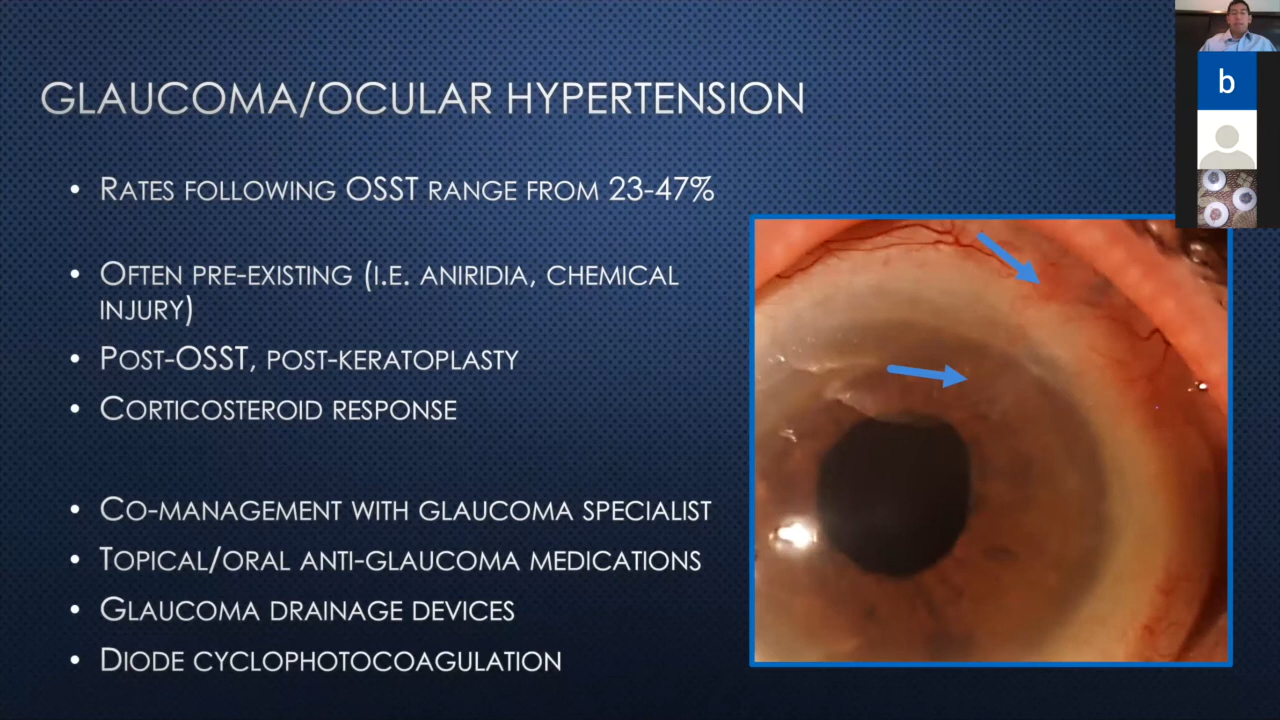 GLAUCOMA/OCULAR HYPERTENSION
• RATES FOLLOWING OSST RANGE FROM 23-47%
• OFTEN PRE-EXISTING (I.E. ANIRIDIA, CHEMICAL
INJURY)
• POST-OSST, POST-KERATOPLASTY
• CORTICOSTEROID RESPONSE
• CO-MANAGEMENT WITH GLAUCOMA SPECIALIST
• TOPICAL/ORAL ANTI-GLAUCOMA MEDICATIONS
• GLAUCOMA DRAINAGE DEVICES
• DIODE CYCLOPHOTOCOAGULATION
b